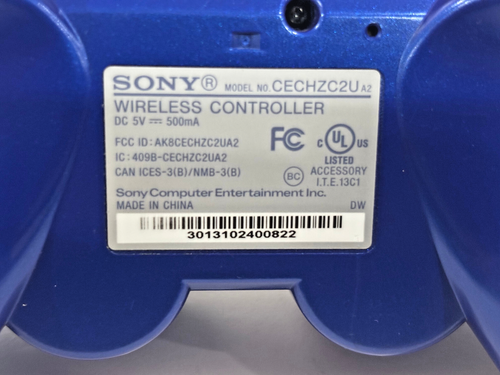 SONY® MODEL NO. CECHZC2U A2
WIRELESS CONTROLLER
DC 5V ⎓ 500mA
FCC ID: AK8CECHZC2UA2
IC: 409B-CECHZC2UA2
CAN ICES-3(B)/NMB-3(B)
FC
c UL ® us
LISTED
BC
ACCESSORY
I.T.E.13C1
Sony Computer Entertainment Inc.
MADE IN CHINA
DW
3013102400822